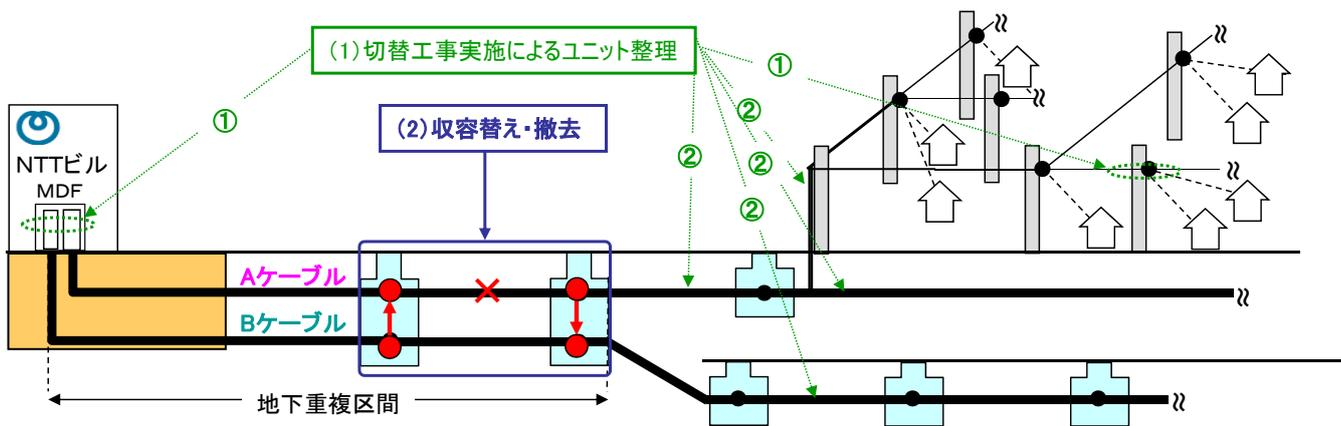 (1)切替工事実施によるユニット整理
(2)収容替え・撤去
①
①
②
②
②
②
NTTビル
MDF
Aケーブル
Bケーブル
地下重複区間